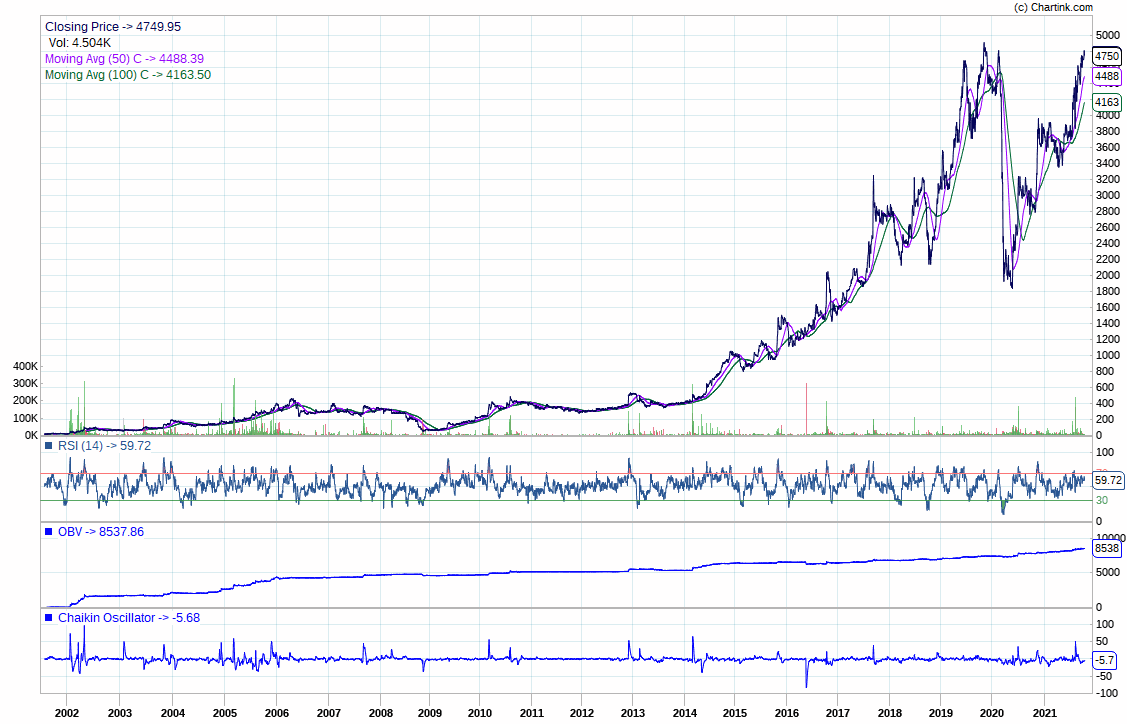 (c) Chartink.com
Closing Price -> 4749.95
Vol: 4.504K
Moving Avg (50) C -> 4488.39
Moving Avg (100) C -> 4163.50
5000
4750
4488
4163
4000
3800
3600
3400
3200
3000
2800
2600
2400
2200
2000
1800
1600
1400
1200
1000
800
600
400
200
0
400K
300K
200K
100K
0K
RSI (14) -> 59.72
100
70
59.72
30
0
OBV -> 8537.86
10000
8538
5000
0
Chaikin Oscillator -> -5.68
100
50
-5.7
-50
-100
2002 2003 2004 2005 2006 2007 2008 2009 2010 2011 2012 2013 2014 2015 2016 2017 2018 2019 2020 2021